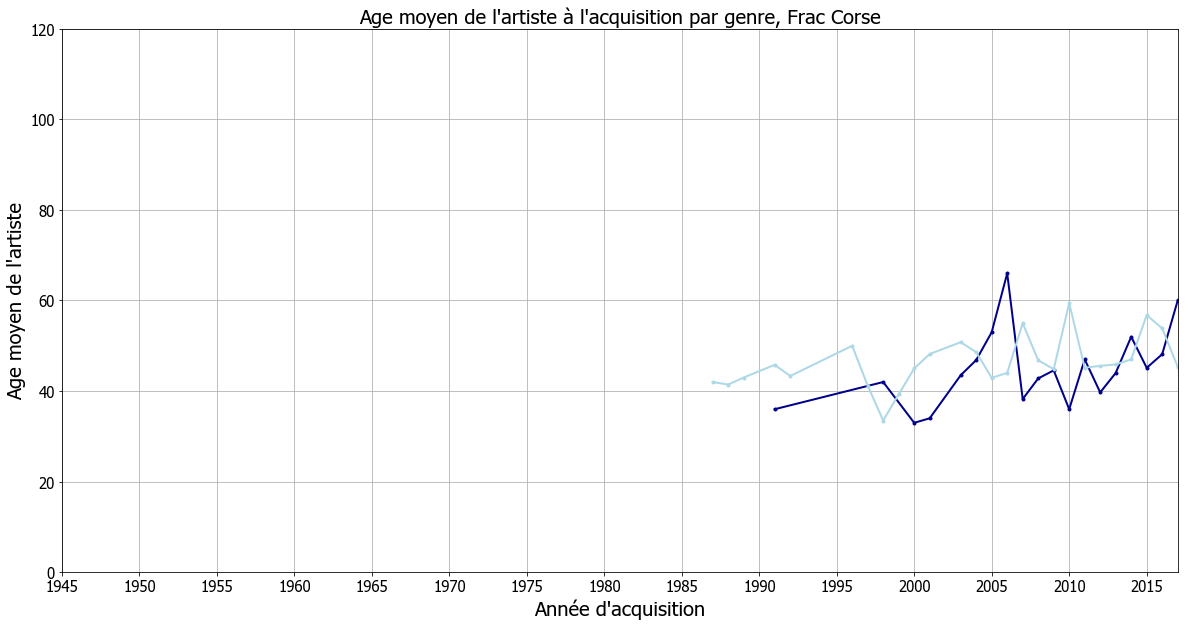 Age moyen de l'artiste à l'acquisition par genre, Frac Corse
120
100
80
60
40
20
0
Age moyen de l'artiste
1945 1950 1955 1960 1965 1970 1975 1980 1985 1990 1995 2000 2005 2010 2015
Année d'acquisition